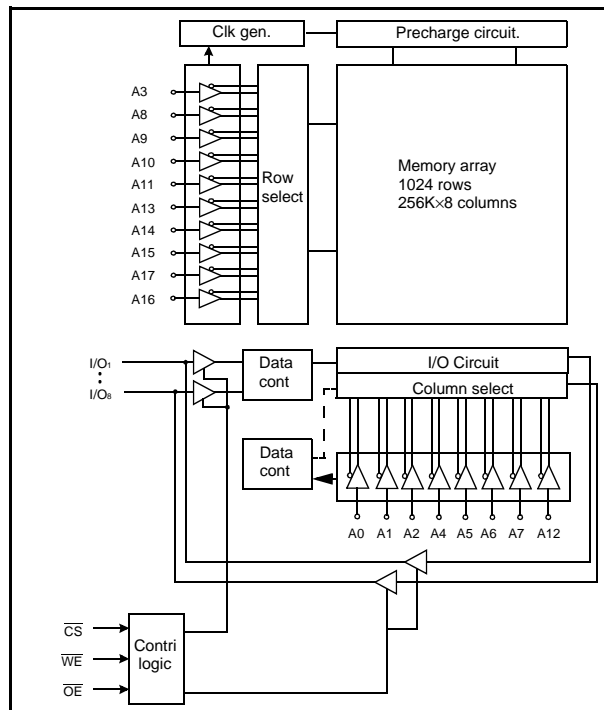 Clk gen.
Precharge circuit.
A3
A8
A9
A10
A11
A13
A14
A15
A17
A16
Row
select
Memory array
1024 rows
256K×8 columns
I/O1
I/O8
Data
cont
I/O Circuit
Column select
Data
cont
A0 A1 A2 A4 A5 A6 A7 A12
CS
WE
OE
Contri
logic